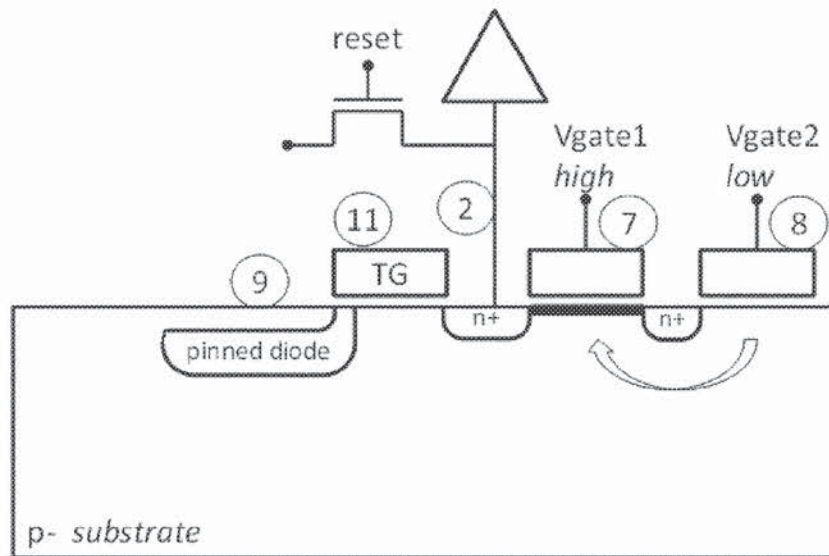 reset
Vgate1
high
Vgate2
low
2
7
8
11
TG
9
n+
n+
pinned diode
p- substrate